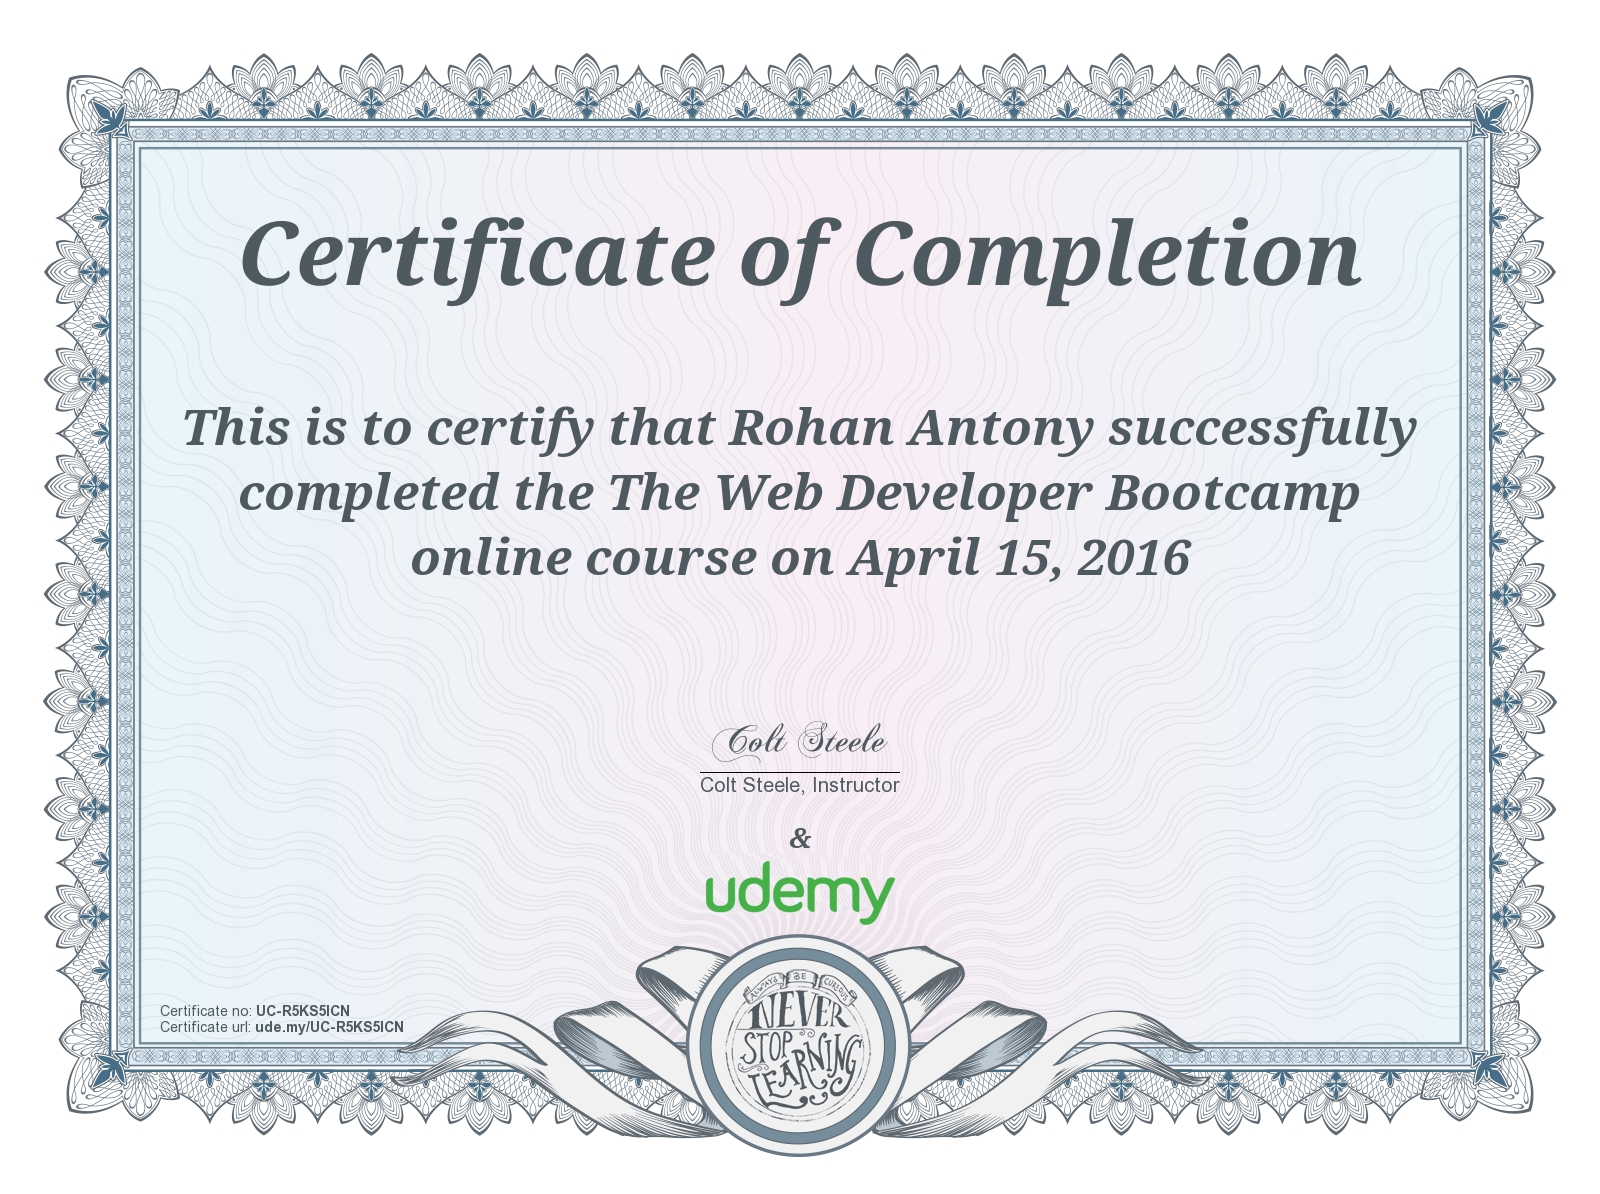 Certificate of Completion
This is to certify that Rohan Antony successfully
completed the The Web Developer Bootcamp
online course on April 15, 2016
Colt Steele
Colt Steele, Instructor
&
udemy
Certificate no: UC-R5KS5ICN
Certificate url: ude.my/UC-R5KS5ICN
ALWAYS BE CURIOUS
NEVER
STOP
LEARNING